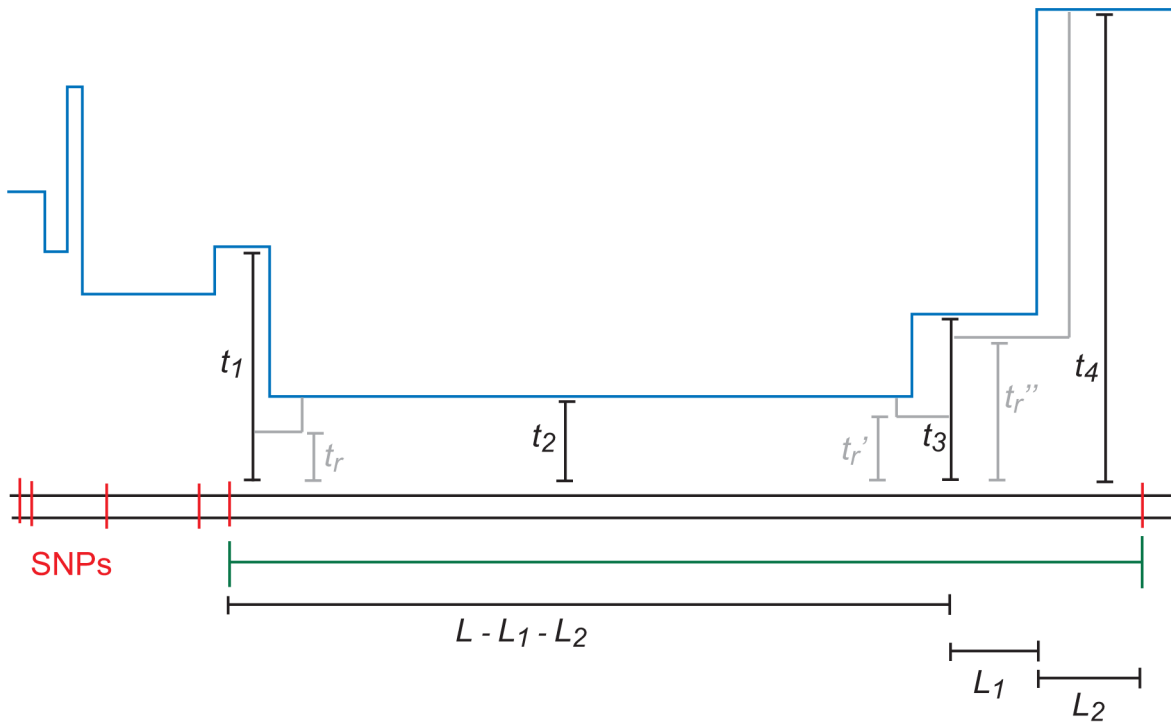 t₁
t₂
t₃
t₄
tᵣ
tᵣ’
tᵣ’’
SNPs
L - L₁ - L₂
L₁
L₂